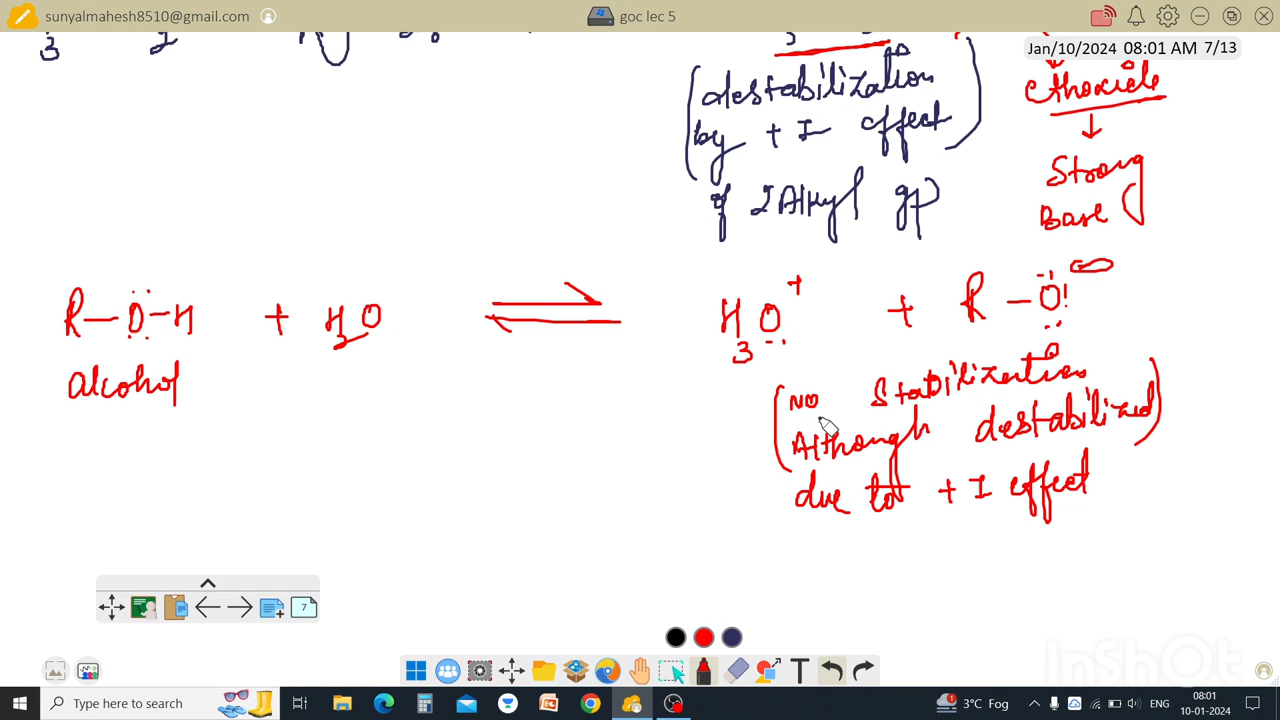 sunyalmahesh8510@gmail.com
goc lec 5
Jan/10/2024 08:01 AM 7/13
(destabilization
by + I effect)
of 2 Alkyl gp
Ethoxide
↓
Strong
Base
R—O—H + H2O ⇌ H3O+ + R—O:⊖
alcohol
(NO stabilization
Although destabilized)
due to + I effect
7
InShOt
Type here to search
3°C Fog
ENG
08:01
10-01-2024